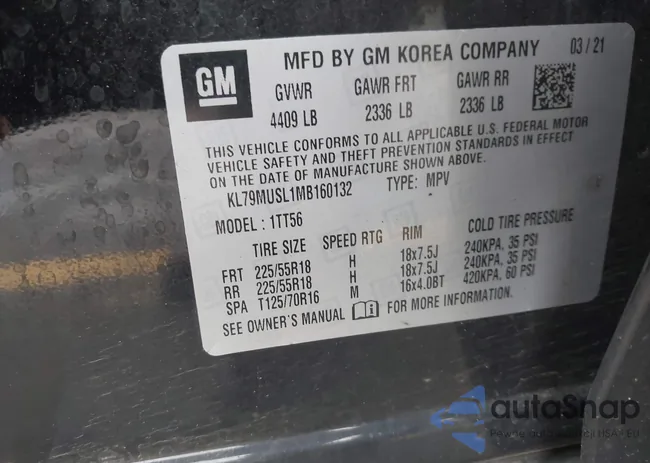 GM
MFD BY GM KOREA COMPANY 03 / 21
GVWR GAWR FRT GAWR RR
4409 LB 2336 LB 2336 LB
THIS VEHICLE CONFORMS TO ALL APPLICABLE U.S. FEDERAL MOTOR
VEHICLE SAFETY AND THEFT PREVENTION STANDARDS IN EFFECT
ON THE DATE OF MANUFACTURE SHOWN ABOVE.
KL79MUSL1MB160132 TYPE: MPV
MODEL : 1TT56
TIRE SIZE SPEED RTG RIM COLD TIRE PRESSURE
FRT 225/55R18 H 18x7.5J 240KPA, 35 PSI
RR 225/55R18 H 18x7.5J 240KPA, 35 PSI
SPA T125/70R16 M 16x4.0BT 420KPA, 60 PSI
SEE OWNER'S MANUAL i FOR MORE INFORMATION.
autoSnap
USA - EU